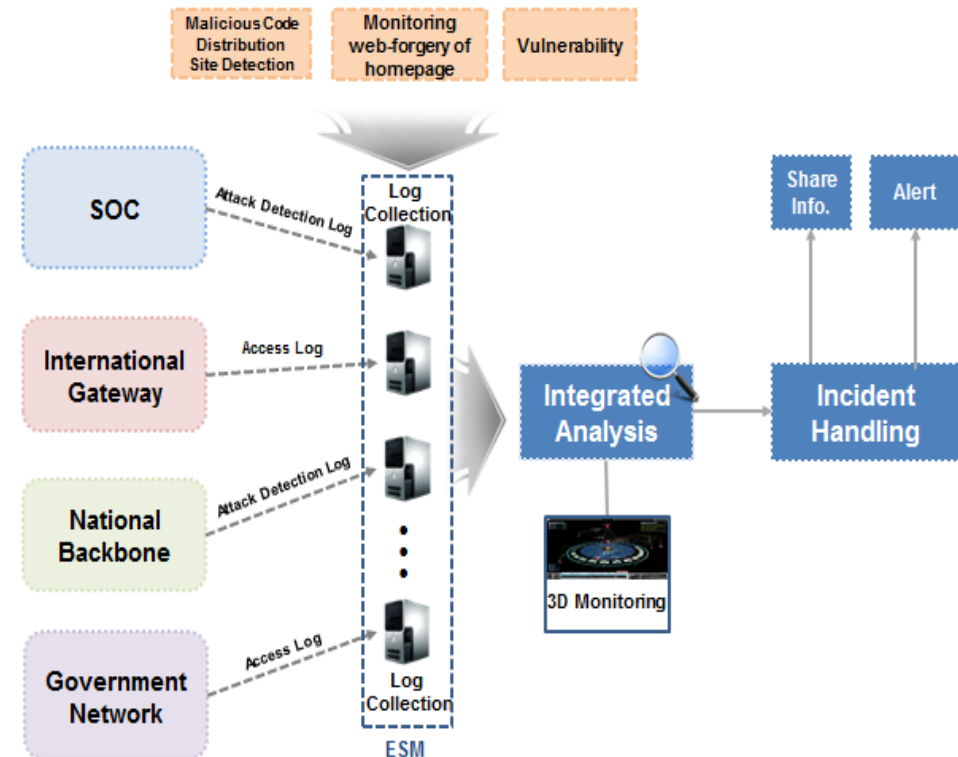 Malicious Code
Distribution
Site Detection
Monitoring
web-forgery of
homepage
Vulnerability
SOC
Attack Detection Log
Log
Collection
International
Gateway
Access Log
National
Backbone
Attack Detection Log
Government
Network
Access Log
Log
Collection
ESM
Integrated
Analysis
3D Monitoring
Incident
Handling
Share
Info.
Alert